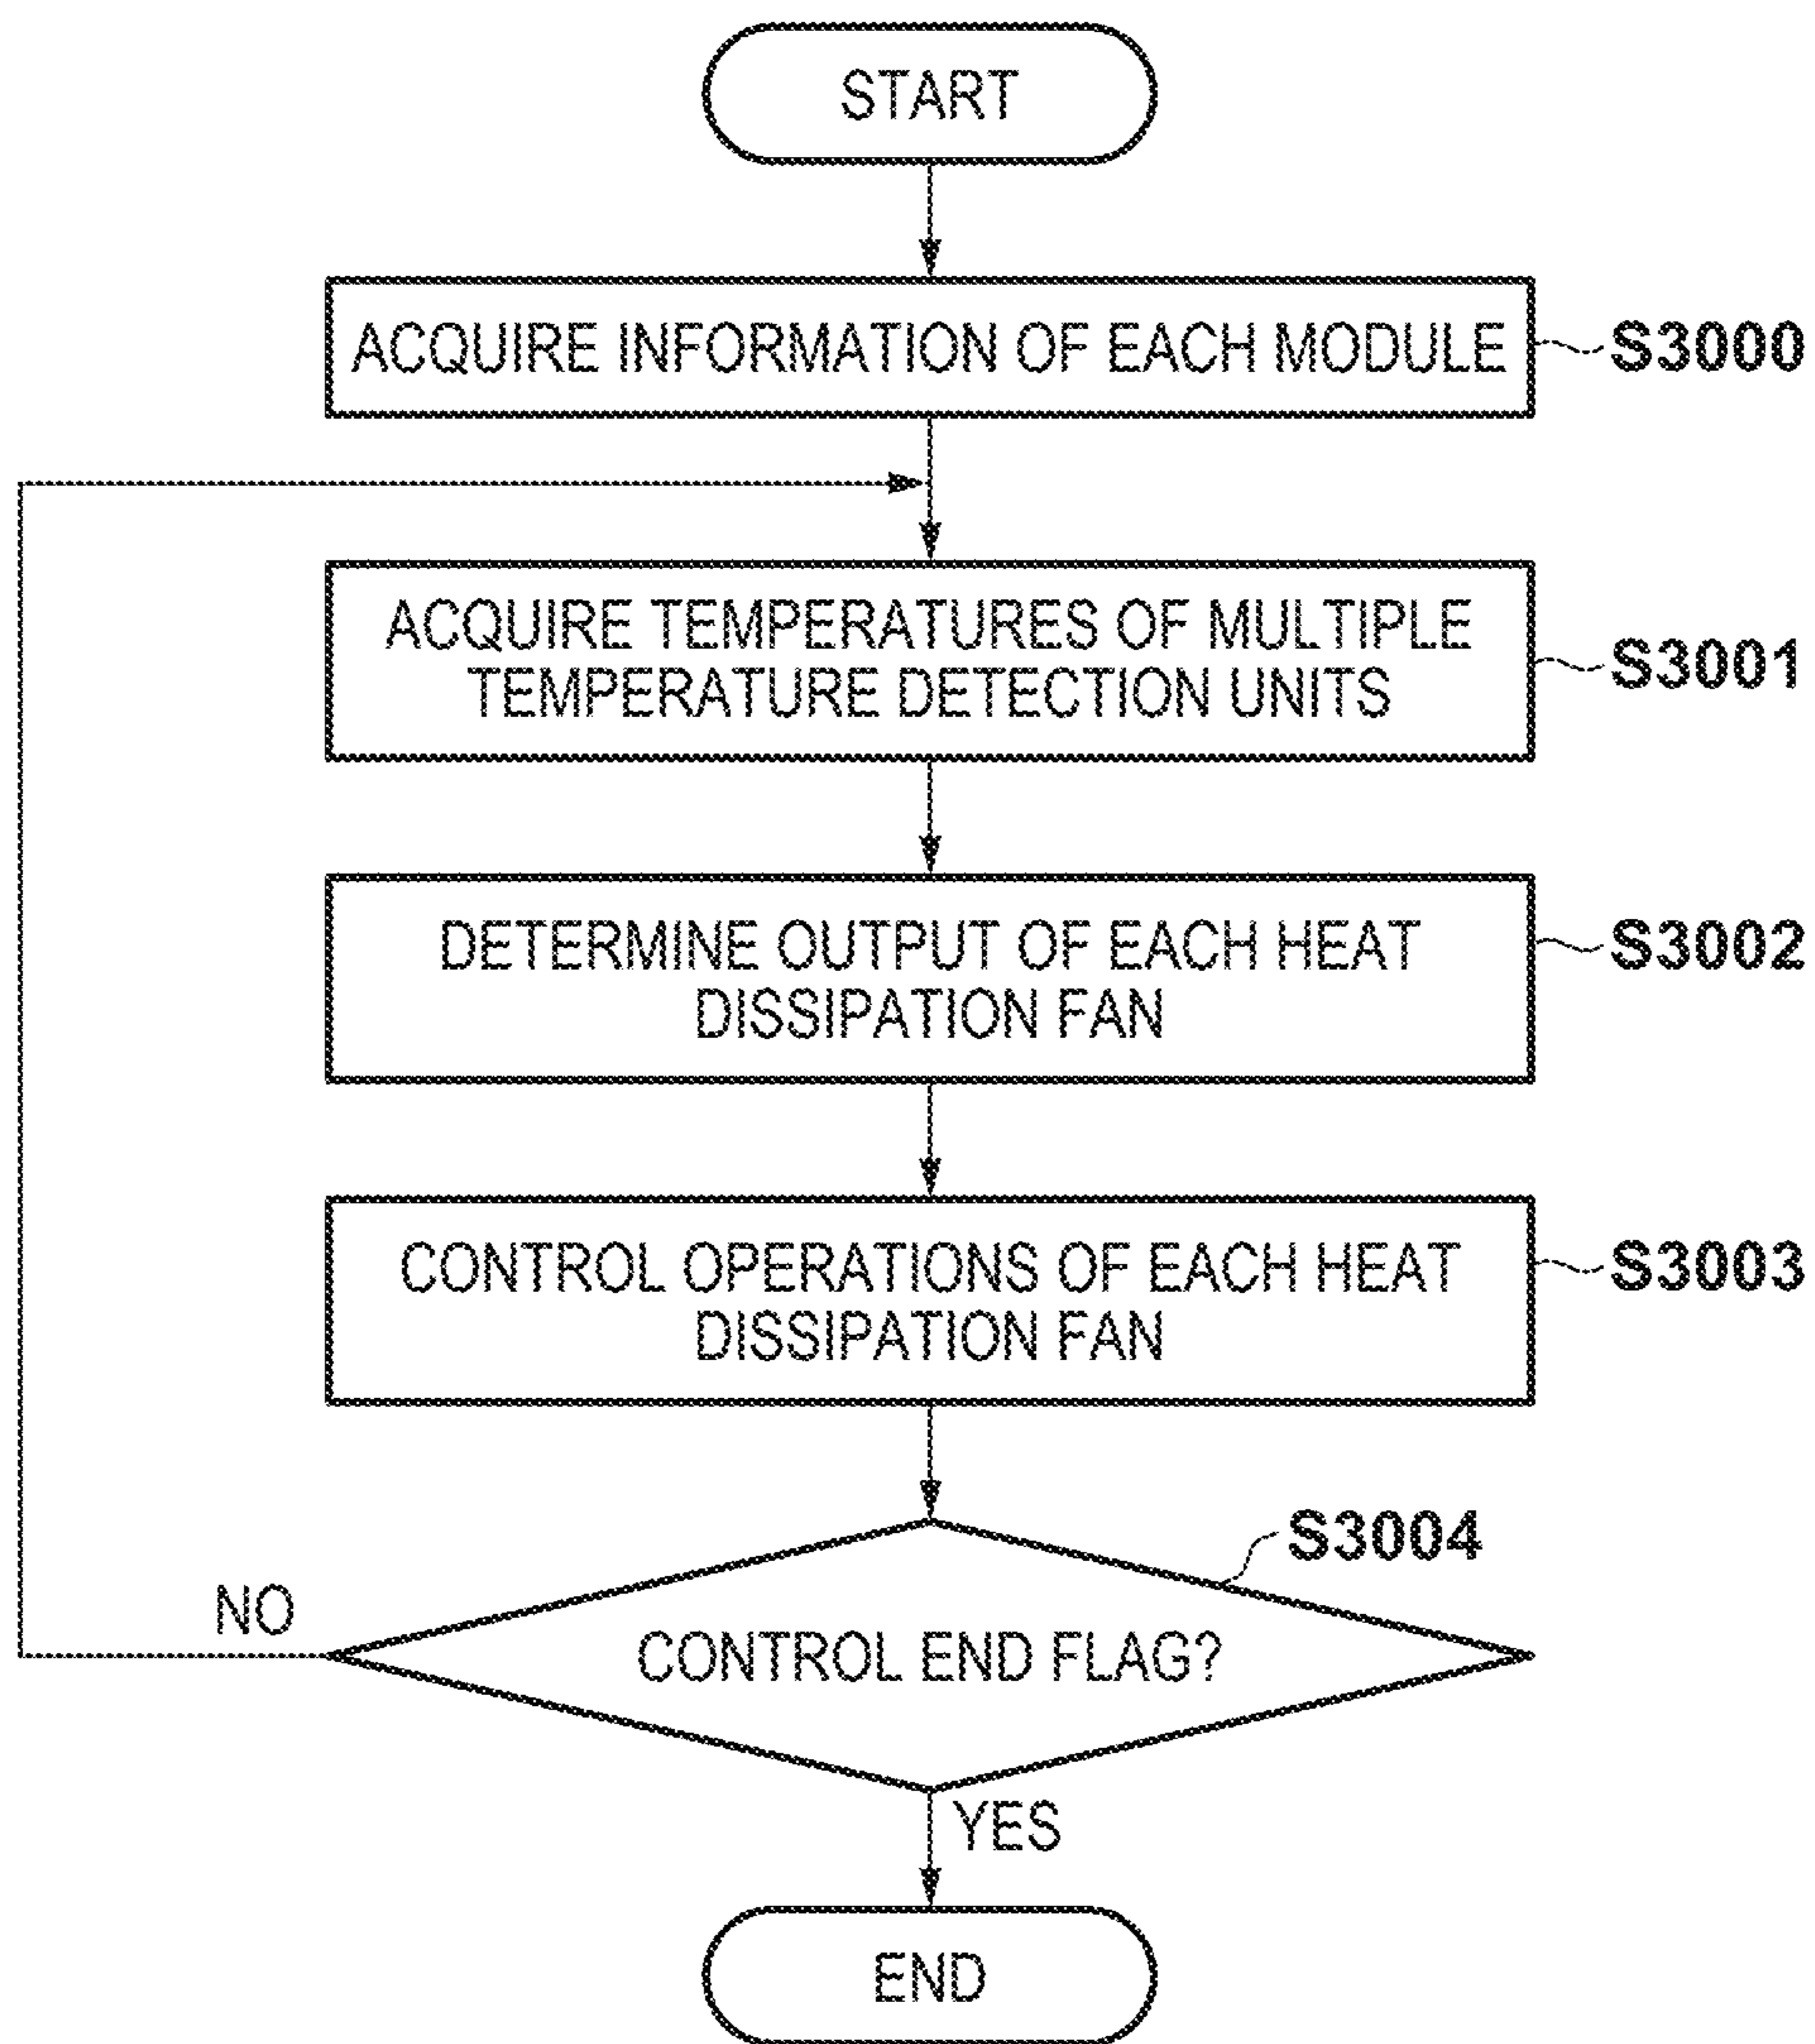 START
ACQUIRE INFORMATION OF EACH MODULE
S3000
ACQUIRE TEMPERATURES OF MULTIPLE
TEMPERATURE DETECTION UNITS
S3001
DETERMINE OUTPUT OF EACH HEAT
DISSIPATION FAN
S3002
CONTROL OPERATIONS OF EACH HEAT
DISSIPATION FAN
S3003
S3004
NO
CONTROL END FLAG?
YES
END